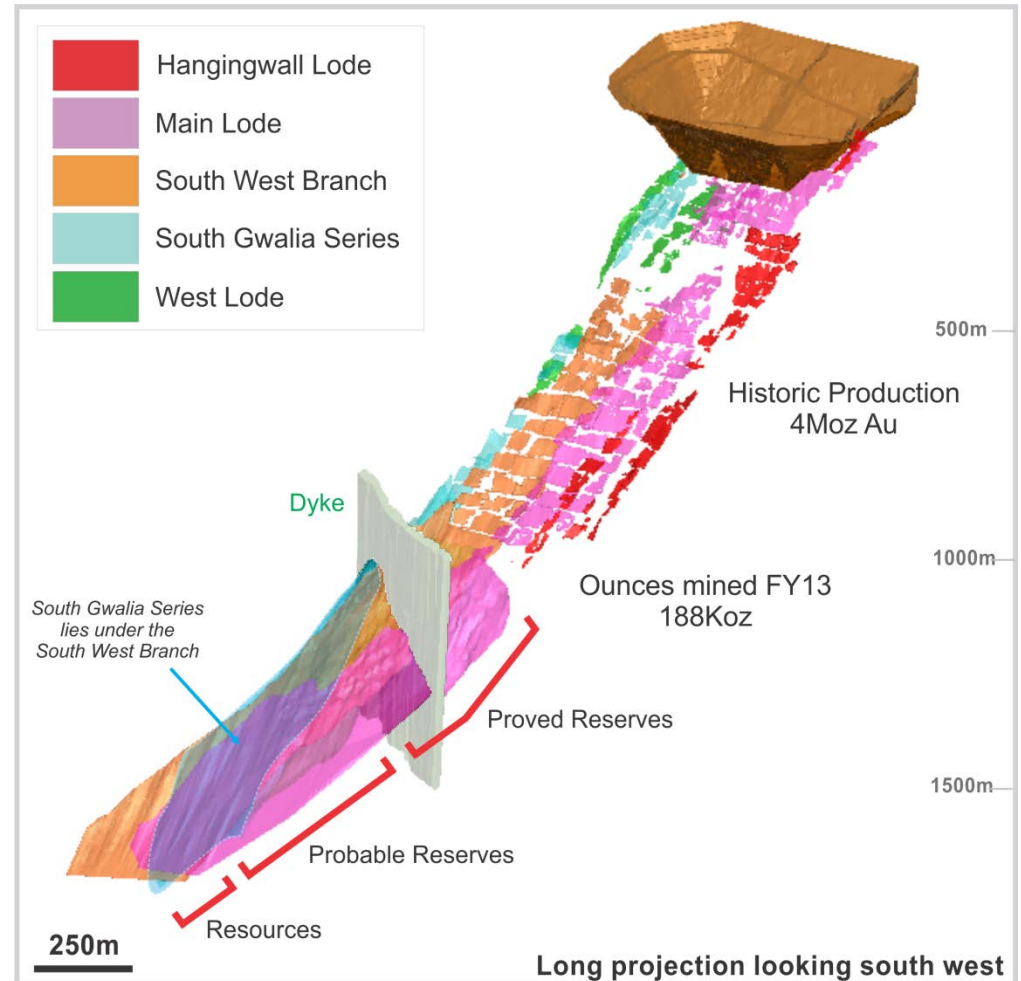 Hangingwall Lode
Main Lode
South West Branch
South Gwalia Series
West Lode
500m
Historic Production
4Moz Au
Dyke
1000m
Ounces mined FY13
188Koz
South Gwalia Series
lies under the
South West Branch
Proved Reserves
1500m
Probable Reserves
Resources
250m
Long projection looking south west